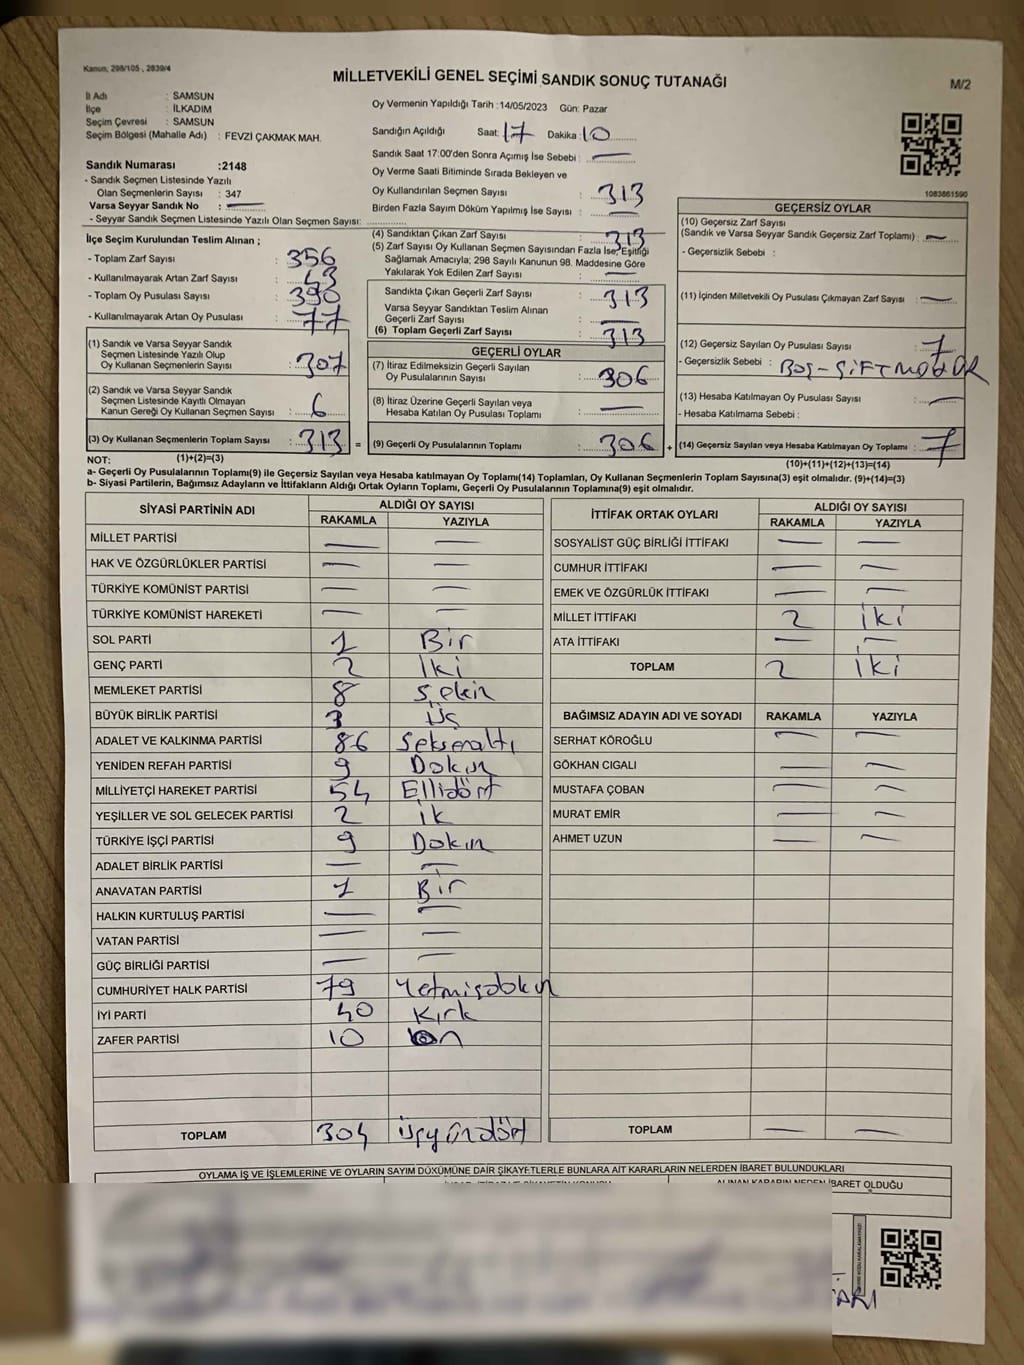 Kanun, 298/105 , 2839/4
MİLLETVEKİLİ GENEL SEÇİMİ SANDIK SONUÇ TUTANAĞI
M/2
İl Adı : SAMSUN
İlçe : İLKADIM
Seçim Çevresi : SAMSUN
Seçim Bölgesi (Mahalle Adı) : FEVZİ ÇAKMAK MAH.
Sandık Numarası :2148
- Sandık Seçmen Listesinde Yazılı
Olan Seçmenlerin Sayısı : 347
Varsa Seyyar Sandık No : —
- Seyyar Sandık Seçmen Listesinde Yazılı Olan Seçmen Sayısı:
Oy Vermenin Yapıldığı Tarih :14/05/2023 Gün: Pazar
Sandığın Açıldığı Saat: 17 Dakika 10
Sandık Saat 17:00'den Sonra Açımış İse Sebebi : —
Oy Verme Saati Bitiminde Sırada Bekleyen ve
Oy Kullandırılan Seçmen Sayısı : 313
Birden Fazla Sayım Döküm Yapılmış İse Sayısı : —
1083861590
İlçe Seçim Kurulundan Teslim Alınan ;
- Toplam Zarf Sayısı : 356
- Kullanılmayarak Artan Zarf Sayısı : 43
- Toplam Oy Pusulası Sayısı : 390
- Kullanılmayarak Artan Oy Pusulası : 77
(4) Sandıktan Çıkan Zarf Sayısı : 313
(5) Zarf Sayısı Oy Kullanan Seçmen Sayısından Fazla İse, Eşitliği
Sağlamak Amacıyla; 298 Sayılı Kanunun 98. Maddesine Göre
Yakılarak Yok Edilen Zarf Sayısı : —
Sandıkta Çıkan Geçerli Zarf Sayısı : 313
Varsa Seyyar Sandıktan Teslim Alınan
Geçerli Zarf Sayısı : —
(6) Toplam Geçerli Zarf Sayısı : 313
GEÇERSİZ OYLAR
(10) Geçersiz Zarf Sayısı
(Sandık ve Varsa Seyyar Sandık Geçersiz Zarf Toplamı) : —
- Geçersizlik Sebebi :
(11) İçinden Milletvekili Oy Pusulası Çıkmayan Zarf Sayısı : —
(12) Geçersiz Sayılan Oy Pusulası Sayısı : 7
- Geçersizlik Sebebi : BOŞ-ÇİFT MÜHÜR
(13) Hesaba Katılmayan Oy Pusulası Sayısı : —
- Hesaba Katılmama Sebebi :
(14) Geçersiz Sayılan veya Hesaba Katılmayan Oy Toplamı : 7
(10)+(11)+(12)+(13)=(14)
(1) Sandık ve Varsa Seyyar Sandık
Seçmen Listesinde Yazılı Olup
Oy Kullanan Seçmenlerin Sayısı : 307
(2) Sandık ve Varsa Seyyar Sandık
Seçmen Listesinde Kayıtlı Olmayan
Kanun Gereği Oy Kullanan Seçmen Sayısı : 6
(3) Oy Kullanan Seçmenlerin Toplam Sayısı : 313 =
(1)+(2)=(3)
GEÇERLİ OYLAR
(7) İtiraz Edilmeksizin Geçerli Sayılan
Oy Pusulalarının Sayısı : 306
(8) İtiraz Üzerine Geçerli Sayılan veya
Hesaba Katılan Oy Pusulası Toplamı : —
(9) Geçerli Oy Pusulalarının Toplamı : 306 +
NOT:
a- Geçerli Oy Pusulalarının Toplamı(9) ile Geçersiz Sayılan veya Hesaba katılmayan Oy Toplamı(14) Toplamları, Oy Kullanan Seçmenlerin Toplam Sayısına(3) eşit olmalıdır. (9)+(14)=(3)
b- Siyasi Partilerin, Bağımsız Adayların ve İttifakların Aldığı Ortak Oyların Toplamı, Geçerli Oy Pusulalarının Toplamına(9) eşit olmalıdır.
SİYASİ PARTİNİN ADI ALDIĞI OY SAYISI
RAKAMLA YAZIYLA
MİLLET PARTİSİ — —
HAK VE ÖZGÜRLÜKLER PARTİSİ — —
TÜRKİYE KOMÜNİST PARTİSİ — —
TÜRKİYE KOMÜNİST HAREKETİ — —
SOL PARTİ 1 Bir
GENÇ PARTİ 2 İki
MEMLEKET PARTİSİ 8 Sekiz
BÜYÜK BİRLİK PARTİSİ 3 Üç
ADALET VE KALKINMA PARTİSİ 86 Seksenaltı
YENİDEN REFAH PARTİSİ 9 Dokuz
MİLLİYETÇİ HAREKET PARTİSİ 54 Ellidört
YEŞİLLER VE SOL GELECEK PARTİSİ 2 ik
TÜRKİYE İŞÇİ PARTİSİ 9 Dokuz
ADALET BİRLİK PARTİSİ — —
ANAVATAN PARTİSİ 1 Bir
HALKIN KURTULUŞ PARTİSİ — —
VATAN PARTİSİ — —
GÜÇ BİRLİĞİ PARTİSİ — —
CUMHURİYET HALK PARTİSİ 79 Yetmişdokuz
İYİ PARTİ 40 Kırk
ZAFER PARTİSİ 10 on
TOPLAM 304 üçyüzdört
İTTİFAK ORTAK OYLARI ALDIĞI OY SAYISI
RAKAMLA YAZIYLA
SOSYALİST GÜÇ BİRLİĞİ İTTİFAKI — —
CUMHUR İTTİFAKI — —
EMEK VE ÖZGÜRLÜK İTTİFAKI — —
MİLLET İTTİFAKI 2 iki
ATA İTTİFAKI — —
TOPLAM 2 iki
BAĞIMSIZ ADAYIN ADI VE SOYADI RAKAMLA YAZIYLA
SERHAT KÖROĞLU — —
GÖKHAN CIGALI — —
MUSTAFA ÇOBAN — —
MURAT EMİR — —
AHMET UZUN — —
TOPLAM — —
OYLAMA İŞ VE İŞLEMLERİNE VE OYLARIN SAYIM DÖKÜMÜNE DAİR ŞİKAYETLERLE BUNLARA AİT KARARLARIN NELERDEN İBARET BULUNDUKLARI
ALINAN KARARIN NEDEN İBARET OLDUĞU